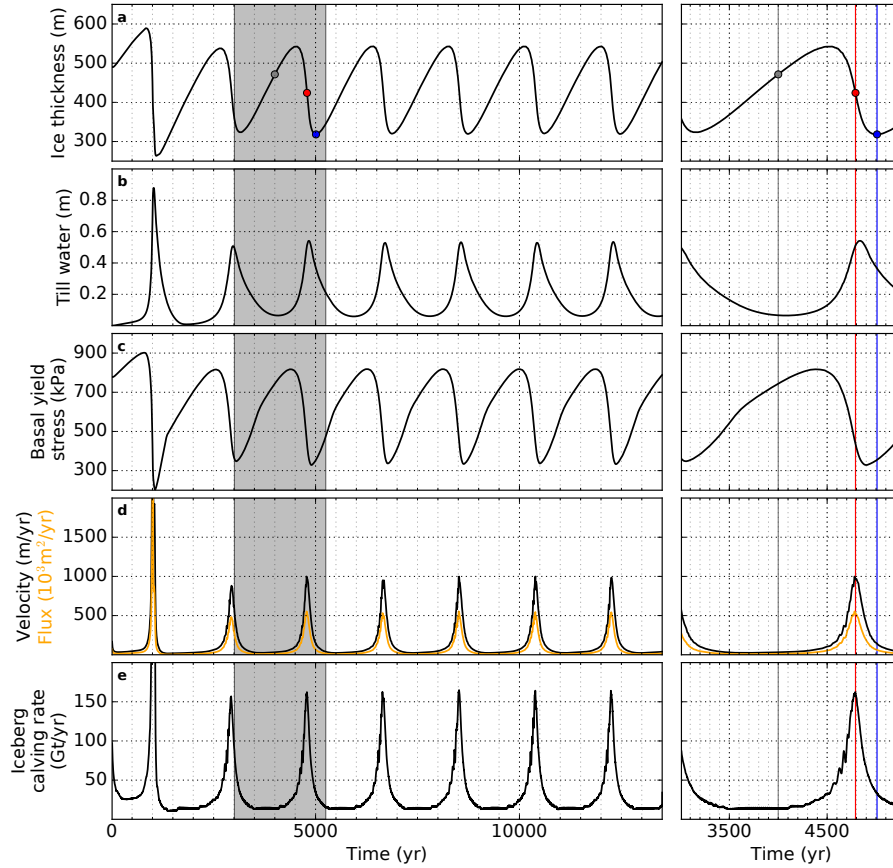 a
Ice thickness (m)
600
500
400
300
b
Till water (m)
0.8
0.6
0.4
0.2
c
Basal yield
stress (kPa)
900
700
500
300
d
Velocity (m/yr)
Flux (10³m²/yr)
1500
1000
500
e
Iceberg
calving rate
(Gt/yr)
150
100
50
0 5000 10000 3500 4500
Time (yr) Time (yr)